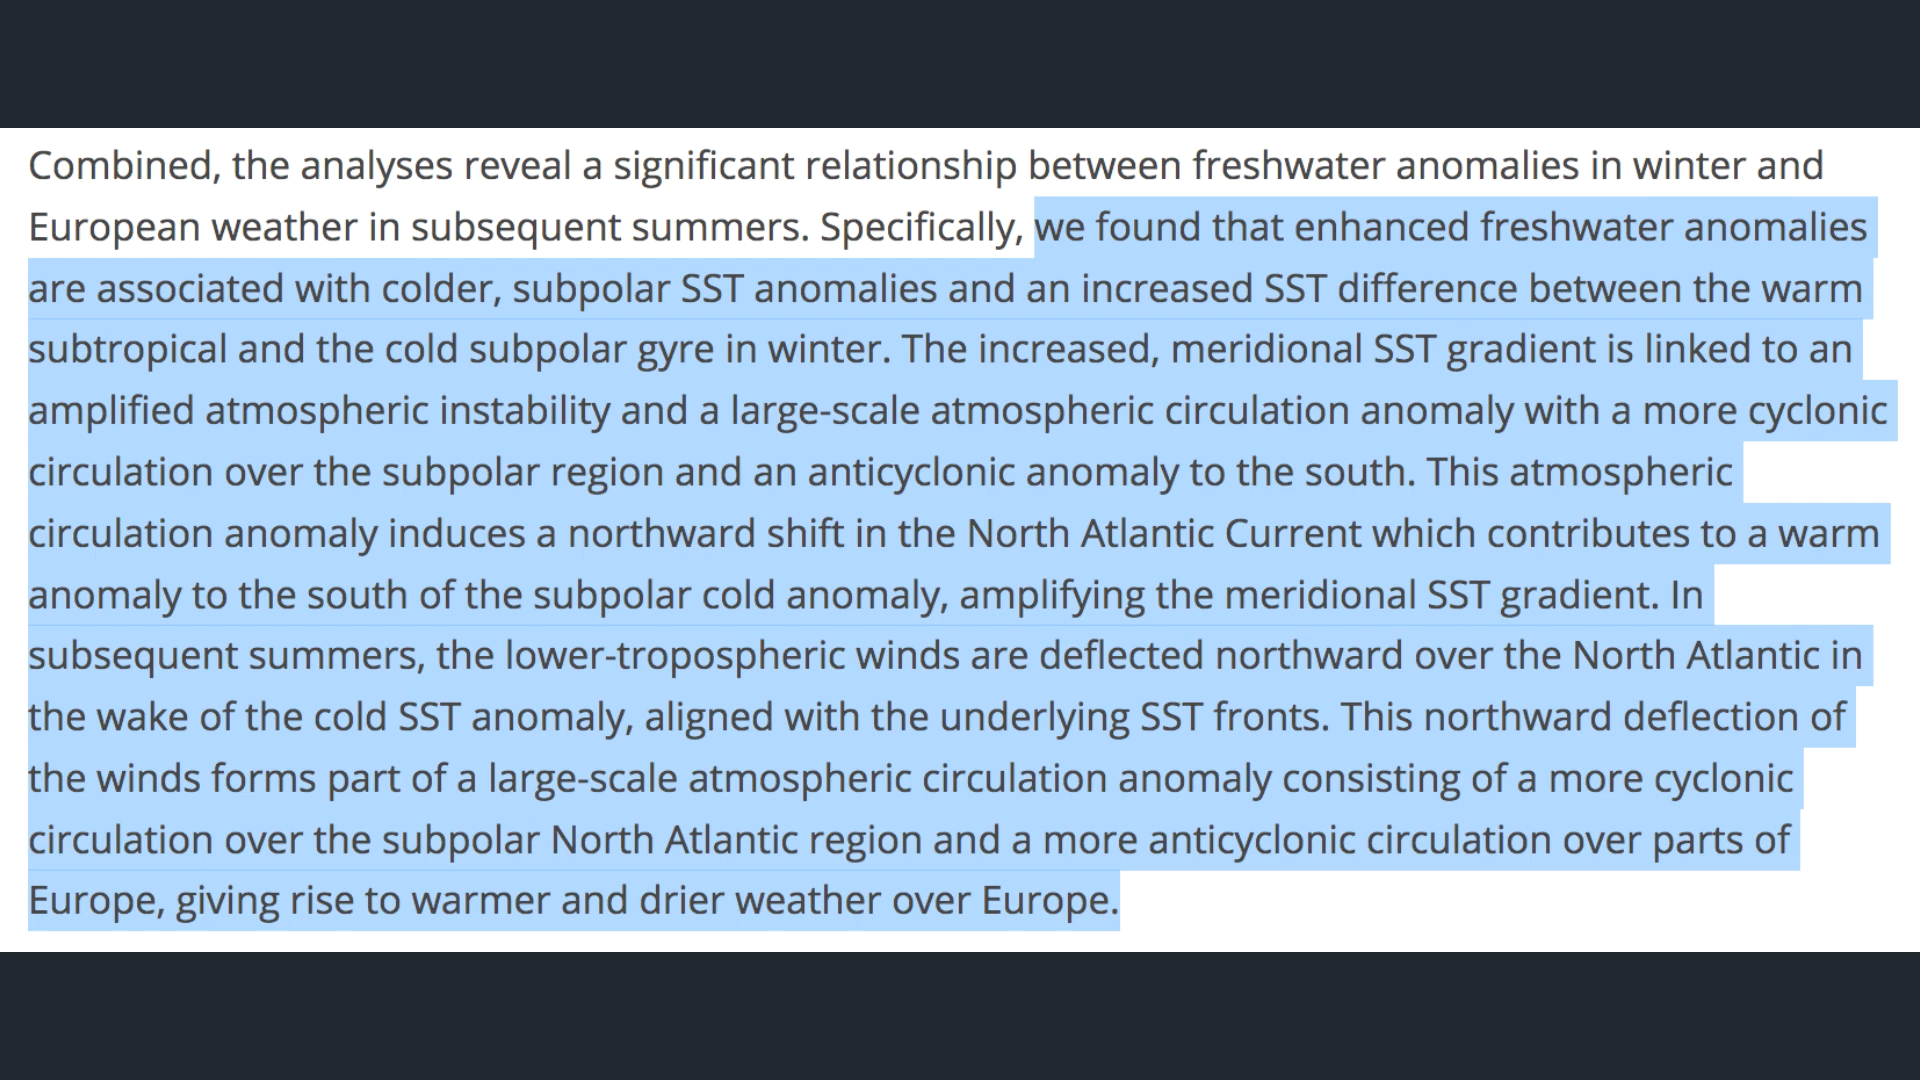 Combined, the analyses reveal a significant relationship between freshwater anomalies in winter and
European weather in subsequent summers. Specifically, we found that enhanced freshwater anomalies
are associated with colder, subpolar SST anomalies and an increased SST difference between the warm
subtropical and the cold subpolar gyre in winter. The increased, meridional SST gradient is linked to an
amplified atmospheric instability and a large-scale atmospheric circulation anomaly with a more cyclonic
circulation over the subpolar region and an anticyclonic anomaly to the south. This atmospheric
circulation anomaly induces a northward shift in the North Atlantic Current which contributes to a warm
anomaly to the south of the subpolar cold anomaly, amplifying the meridional SST gradient. In
subsequent summers, the lower-tropospheric winds are deflected northward over the North Atlantic in
the wake of the cold SST anomaly, aligned with the underlying SST fronts. This northward deflection of
the winds forms part of a large-scale atmospheric circulation anomaly consisting of a more cyclonic
circulation over the subpolar North Atlantic region and a more anticyclonic circulation over parts of
Europe, giving rise to warmer and drier weather over Europe.